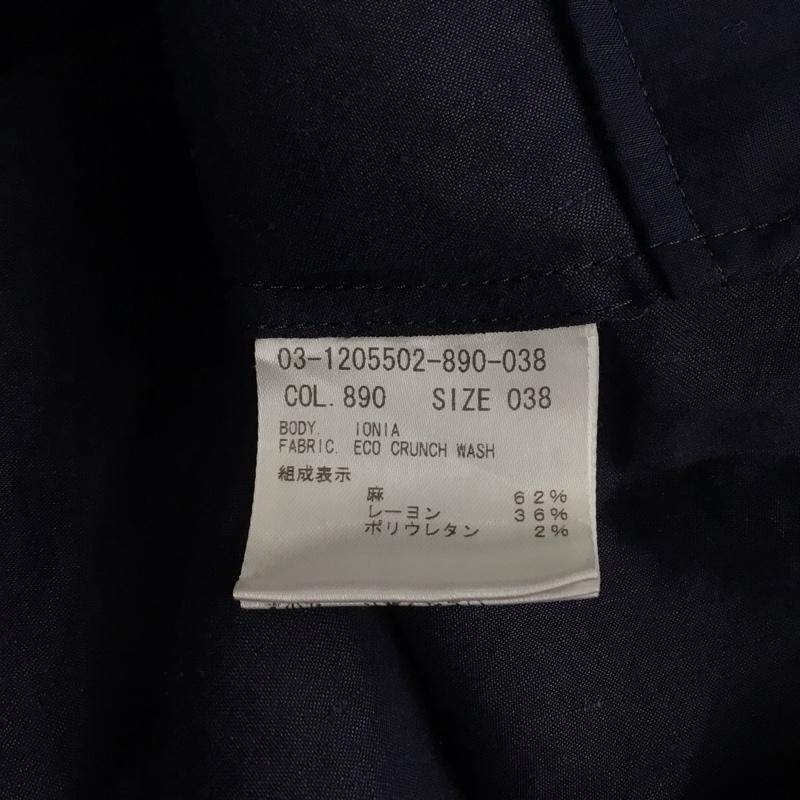 03-1205502-890-038
COL. 890 SIZE 038
BODY. IONIA
FABRIC. ECO CRUNCH WASH
組成表示
麻 62%
レーヨン 36%
ポリウレタン 2%